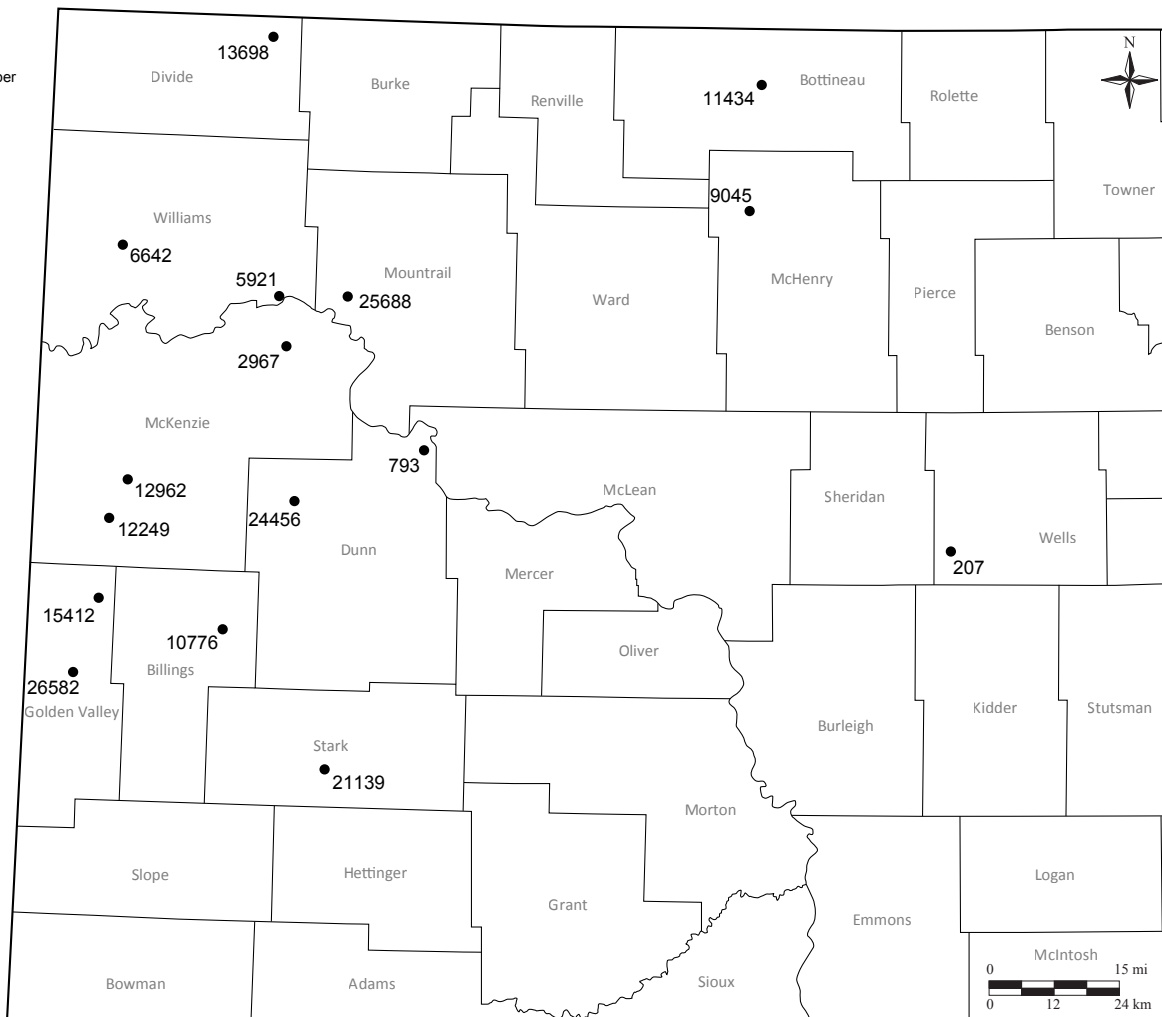 N
13698
Divide
Burke
Renville
11434
Bottineau
Rolette
per
Towner
9045
Williams
6642
5921
Mountrail
25688
Ward
McHenry
Pierce
Benson
2967
McKenzie
793
12962
McLean
Sheridan
12249
24456
Dunn
Mercer
Wells
207
15412
10776
Billings
Oliver
26582
Golden Valley
Stark
21139
Burleigh
Kidder
Stutsman
Morton
Slope
Hettinger
Grant
Emmons
Logan
McIntosh
Bowman
Adams
Sioux
0 15 mi
0 12 24 km